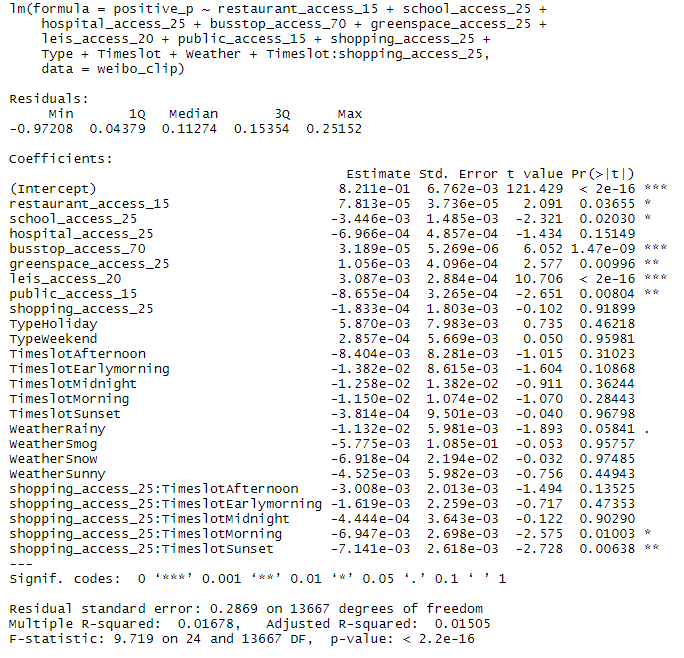 lm(formula = positive_p ~ restaurant_access_15 + school_access_25 +
    hospital_access_25 + busstop_access_70 + greenspace_access_25 +
    leis_access_20 + public_access_15 + shopping_access_25 +
    Type + Timeslot + Weather + Timeslot:shopping_access_25,
    data = weibo_clip)

Residuals:
     Min       1Q   Median       3Q      Max
-0.97208  0.04379  0.11274  0.15354  0.25152

Coefficients:
                                       Estimate Std. Error t value Pr(>|t|)
(Intercept)                           8.211e-01  6.762e-03 121.429  < 2e-16 ***
restaurant_access_15                  7.813e-05  3.736e-05   2.091  0.03655 *
school_access_25                     -3.446e-03  1.485e-03  -2.321  0.02030 *
hospital_access_25                   -6.966e-04  4.857e-04  -1.434  0.15149
busstop_access_70                     3.189e-05  5.269e-06   6.052 1.47e-09 ***
greenspace_access_25                  1.056e-03  4.096e-04   2.577  0.00996 **
leis_access_20                        3.087e-03  2.884e-04  10.706  < 2e-16 ***
public_access_15                     -8.655e-04  3.265e-04  -2.651  0.00804 **
shopping_access_25                   -1.833e-04  1.803e-03  -0.102  0.91899
TypeHoliday                           5.870e-03  7.983e-03   0.735  0.46218
TypeWeekend                           2.857e-04  5.669e-03   0.050  0.95981
TimeslotAfternoon                    -8.404e-03  8.281e-03  -1.015  0.31023
TimeslotEarlymorning                 -1.382e-02  8.615e-03  -1.604  0.10868
TimeslotMidnight                     -1.258e-02  1.382e-02  -0.911  0.36244
TimeslotMorning                      -1.150e-02  1.074e-02  -1.070  0.28443
TimeslotSunset                       -3.814e-04  9.501e-03  -0.040  0.96798
WeatherRainy                         -1.132e-02  5.981e-03  -1.893  0.05841 .
WeatherSmog                          -5.775e-03  1.085e-01  -0.053  0.95757
WeatherSnow                          -6.918e-04  2.194e-02  -0.032  0.97485
WeatherSunny                         -4.525e-03  5.982e-03  -0.756  0.44943
shopping_access_25:TimeslotAfternoon -3.008e-03  2.013e-03  -1.494  0.13525
shopping_access_25:TimeslotEarlymorning -1.619e-03  2.259e-03  -0.717  0.47353
shopping_access_25:TimeslotMidnight  -4.444e-04  3.643e-03  -0.122  0.90290
shopping_access_25:TimeslotMorning   -6.947e-03  2.698e-03  -2.575  0.01003 *
shopping_access_25:TimeslotSunset    -7.141e-03  2.618e-03  -2.728  0.00638 **
---
Signif. codes:  0 ‘***’ 0.001 ‘**’ 0.01 ‘*’ 0.05 ‘.’ 0.1 ‘ ’ 1

Residual standard error: 0.2869 on 13667 degrees of freedom
Multiple R-squared:  0.01678,	Adjusted R-squared:  0.01505
F-statistic: 9.719 on 24 and 13667 DF,  p-value: < 2.2e-16